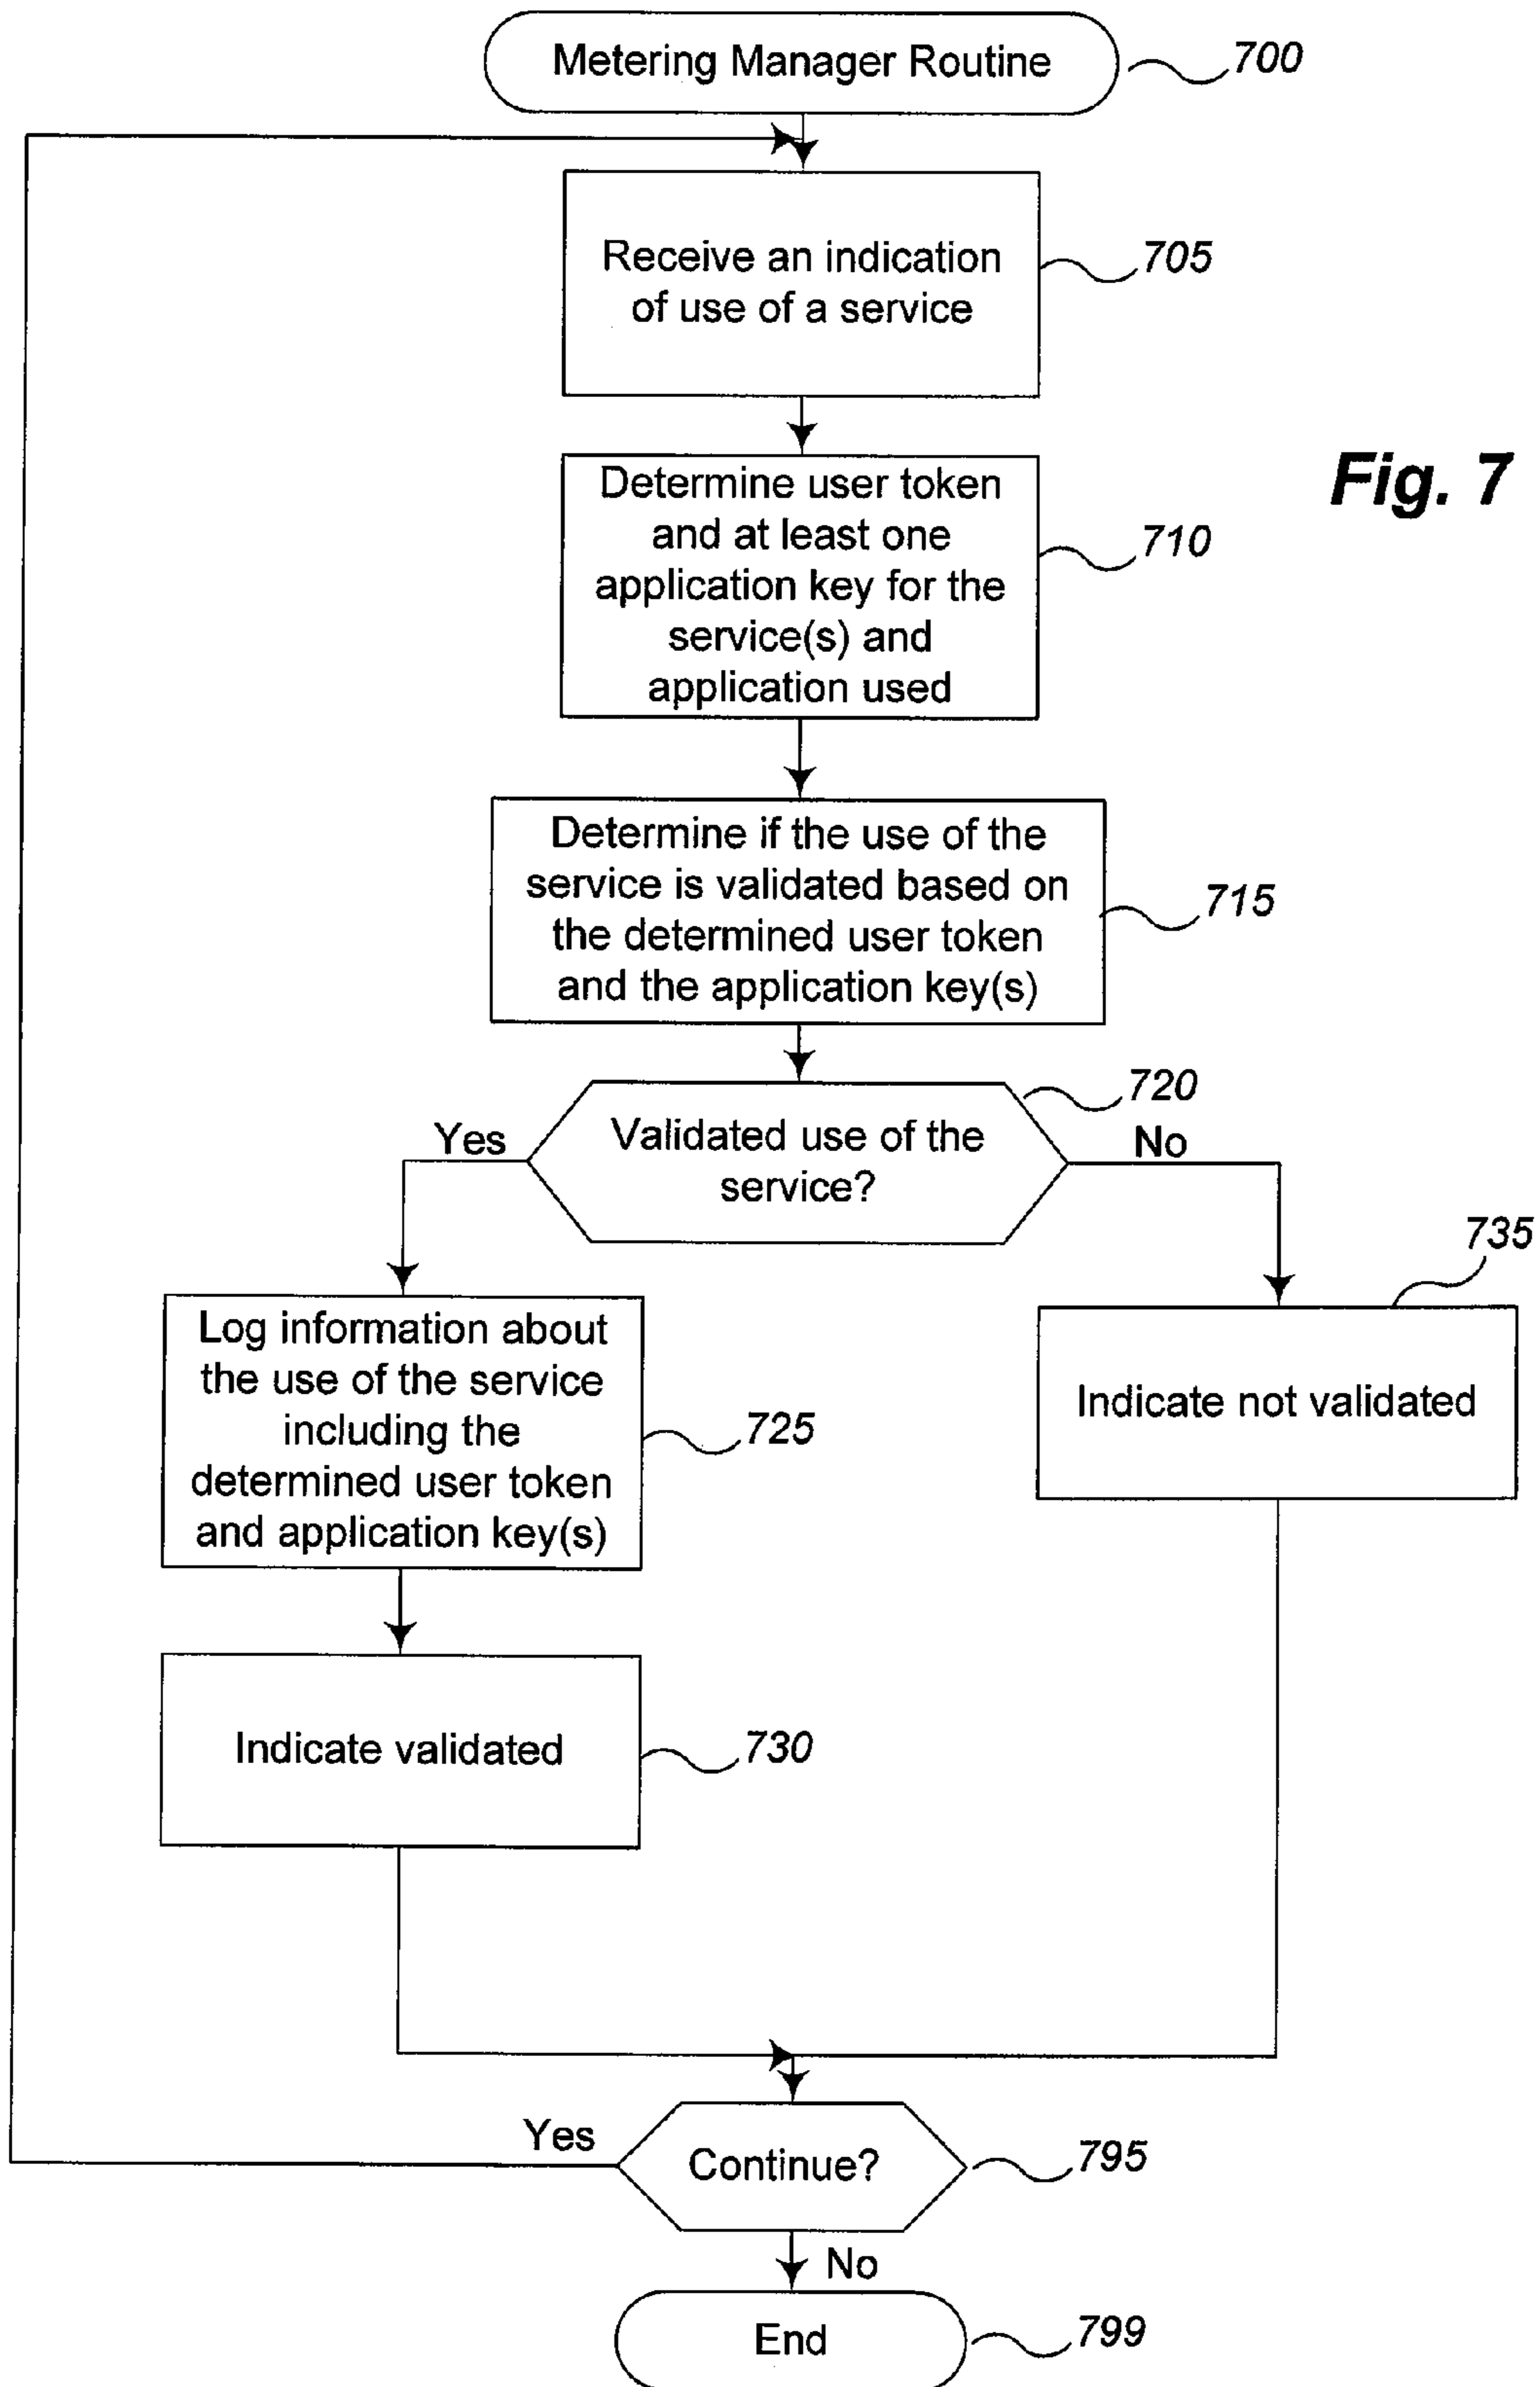 Metering Manager Routine
700
Receive an indication
of use of a service
705
Fig. 7
Determine user token
and at least one
application key for the
service(s) and
application used
710
Determine if the use of the
service is validated based on
the determined user token
and the application key(s)
715
720
Validated use of the
service?
Yes
No
735
Log information about
the use of the service
including the
determined user token
and application key(s)
725
Indicate not validated
Indicate validated
730
Yes
Continue?
795
No
End
799